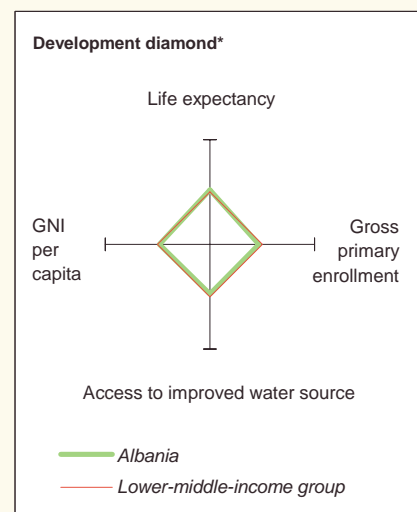 Development diamond*
Life expectancy
GNI
per
capita
Gross
primary
enrollment
Access to improved water source
Albania
Lower-middle-income group